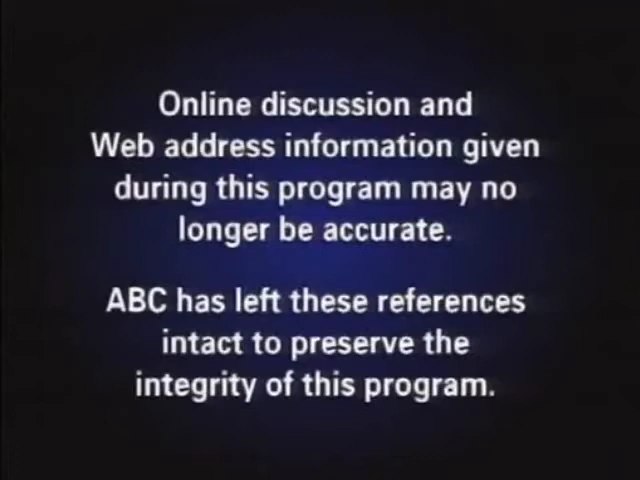 Online discussion and
Web address information given
during this program may no
longer be accurate.
ABC has left these references
intact to preserve the
integrity of this program.